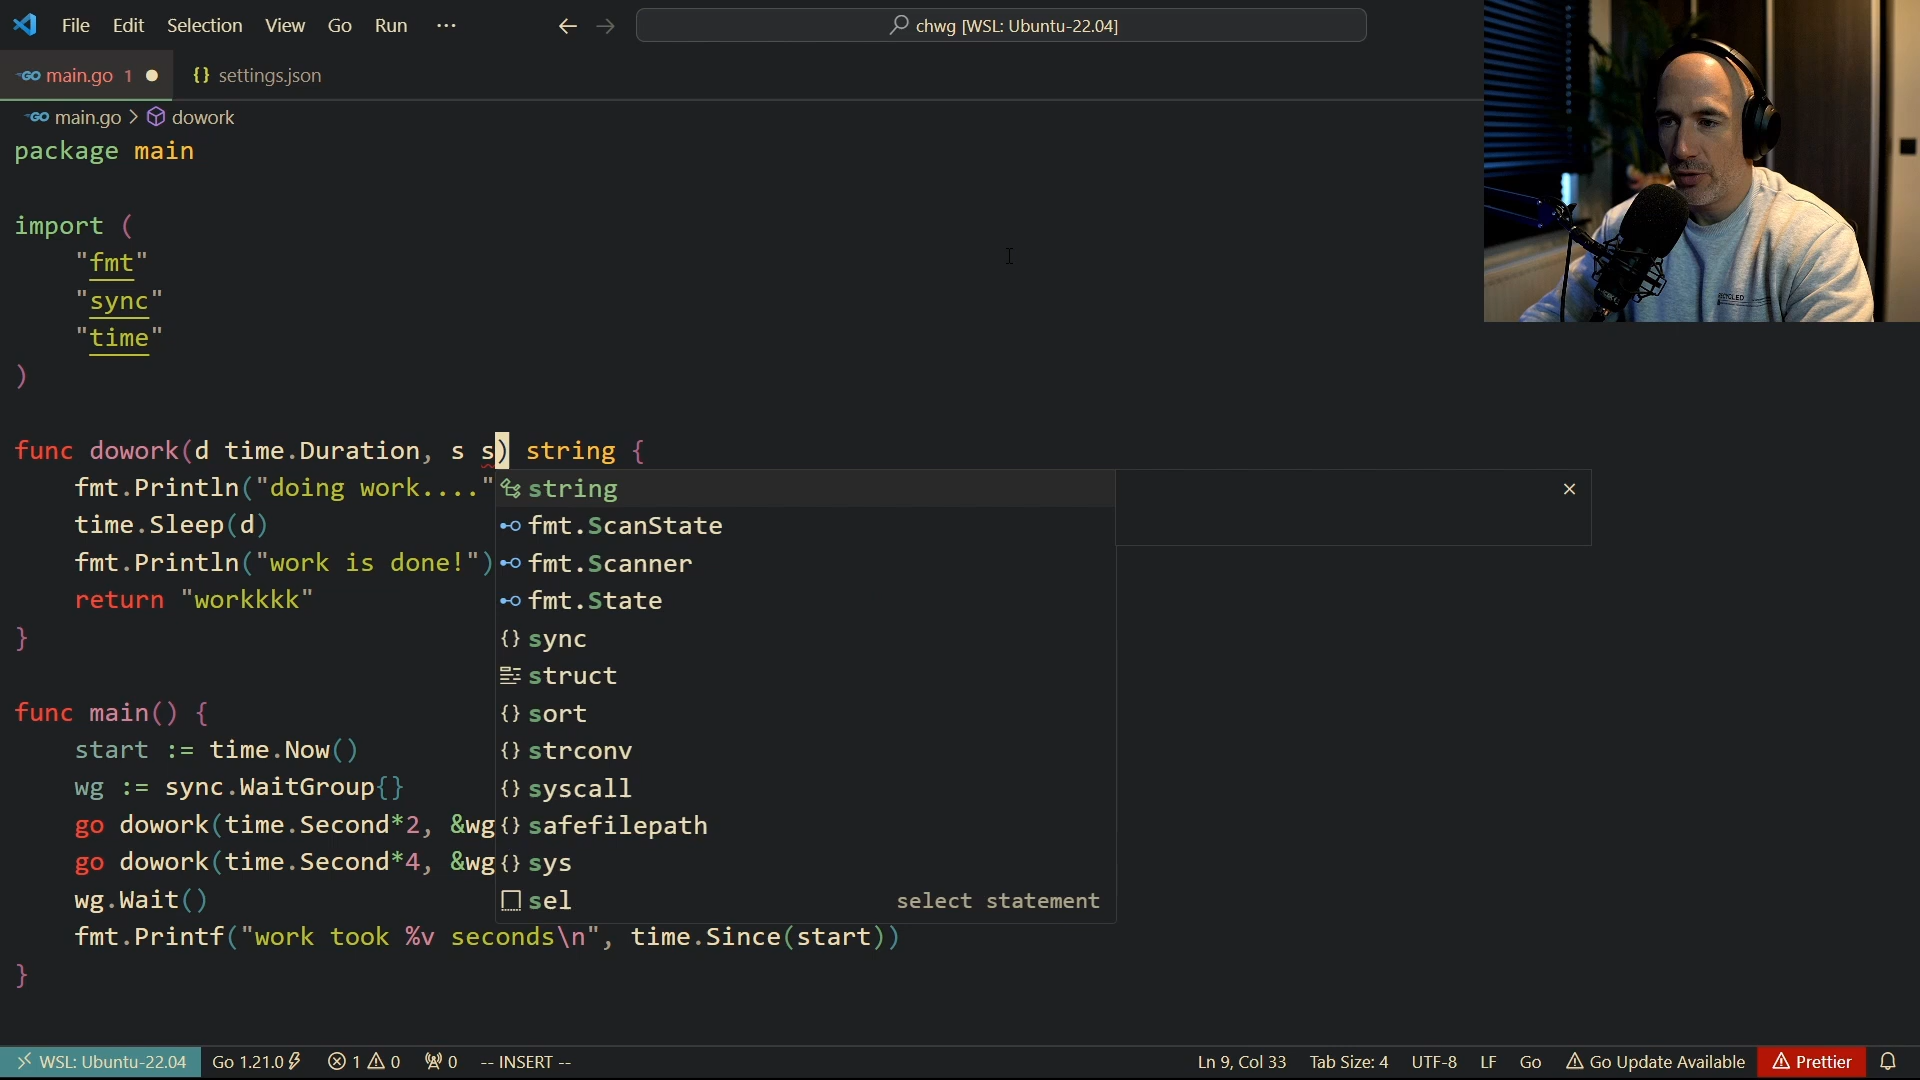 File Edit Selection View Go Run ···
chwg [WSL: Ubuntu-22.04]
GO main.go 1 {} settings.json
GO main.go > dowork
package main
import (
"fmt"
"sync"
"time"
)
func dowork(d time.Duration, s s) string {
fmt.Println("doing work...."
time.Sleep(d)
fmt.Println("work is done!")
return "workkkk"
}
string
fmt.ScanState
fmt.Scanner
fmt.State
{} sync
struct
{} sort
{} strconv
{} syscall
{} safefilepath
{} sys
sel select statement
func main() {
start := time.Now()
wg := sync.WaitGroup{}
go dowork(time.Second*2, &wg
go dowork(time.Second*4, &wg
wg.Wait()
fmt.Printf("work took %v seconds\n", time.Since(start))
}
RECYCLED
WSL: Ubuntu-22.04 Go 1.21.0 1 0 0 -- INSERT -- Ln 9, Col 33 Tab Size: 4 UTF-8 LF Go Go Update Available Prettier